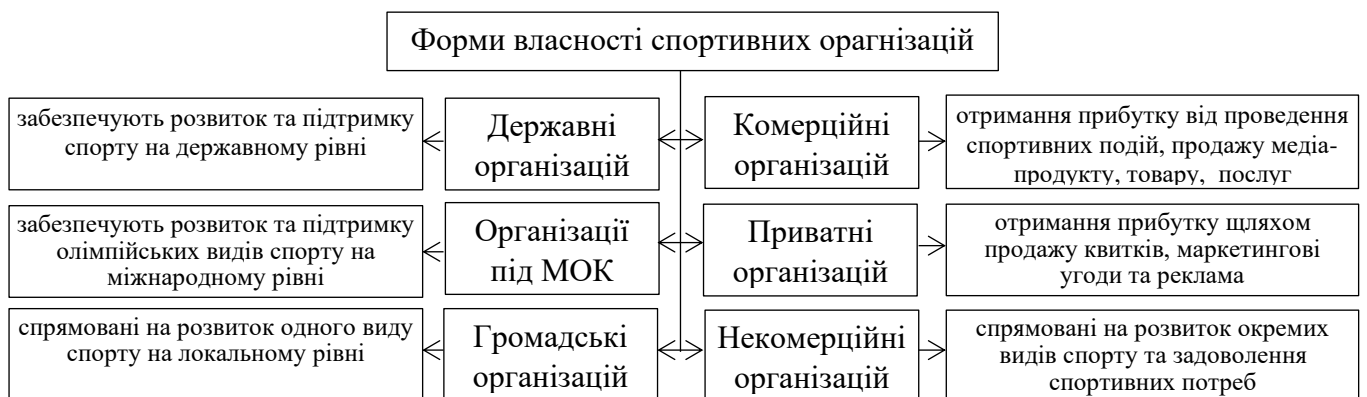 Форми власності спортивних орагнізацій
забезпечують розвиток та підтримку
спорту на державному рівні
Державні
організацій
Комерційні
організацій
отримання прибутку від проведення
спортивних подій, продажу медіа-
продукту, товару, послуг
забезпечують розвиток та підтримку
олімпійських видів спорту на
міжнародному рівні
Організації
під МОК
Приватні
організацій
отримання прибутку щляхом
продажу квитків, маркетингові
угоди та реклама
спрямовані на розвиток одного виду
спорту на локальному рівні
Громадські
організацій
Некомерційні
організацій
спрямовані на розвиток окремих
видів спорту та задоволення
спортивних потреб